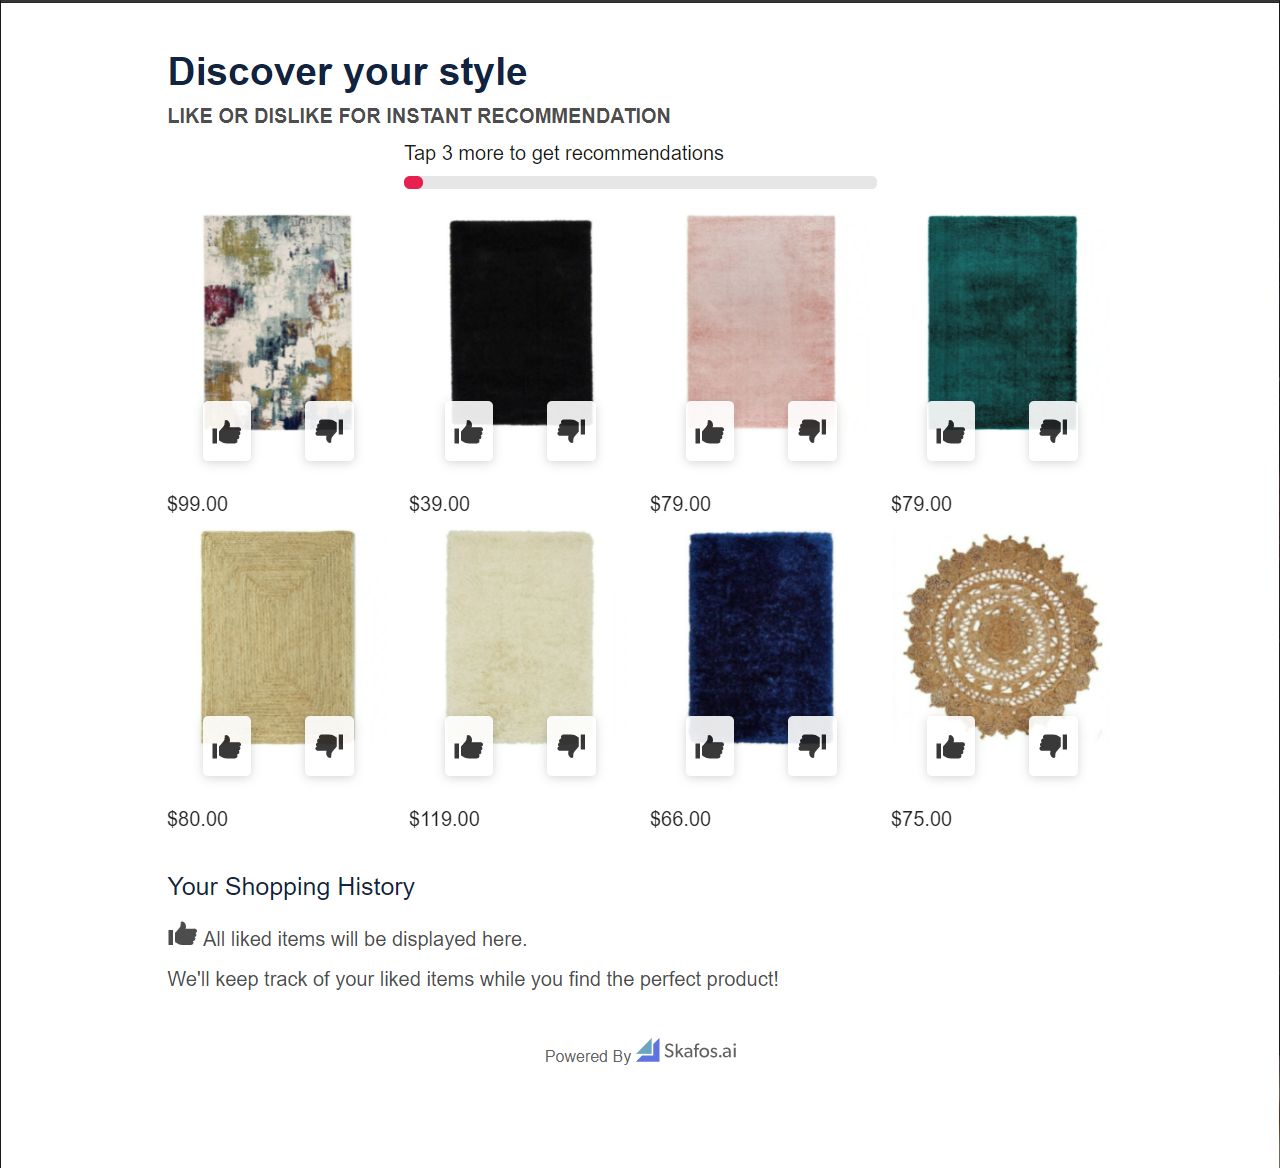 Discover your style
LIKE OR DISLIKE FOR INSTANT RECOMMENDATION
Tap 3 more to get recommendations
$99.00
$39.00
$79.00
$79.00
$80.00
$119.00
$66.00
$75.00
Your Shopping History
All liked items will be displayed here.
We'll keep track of your liked items while you find the perfect product!
Powered By Skafos.ai